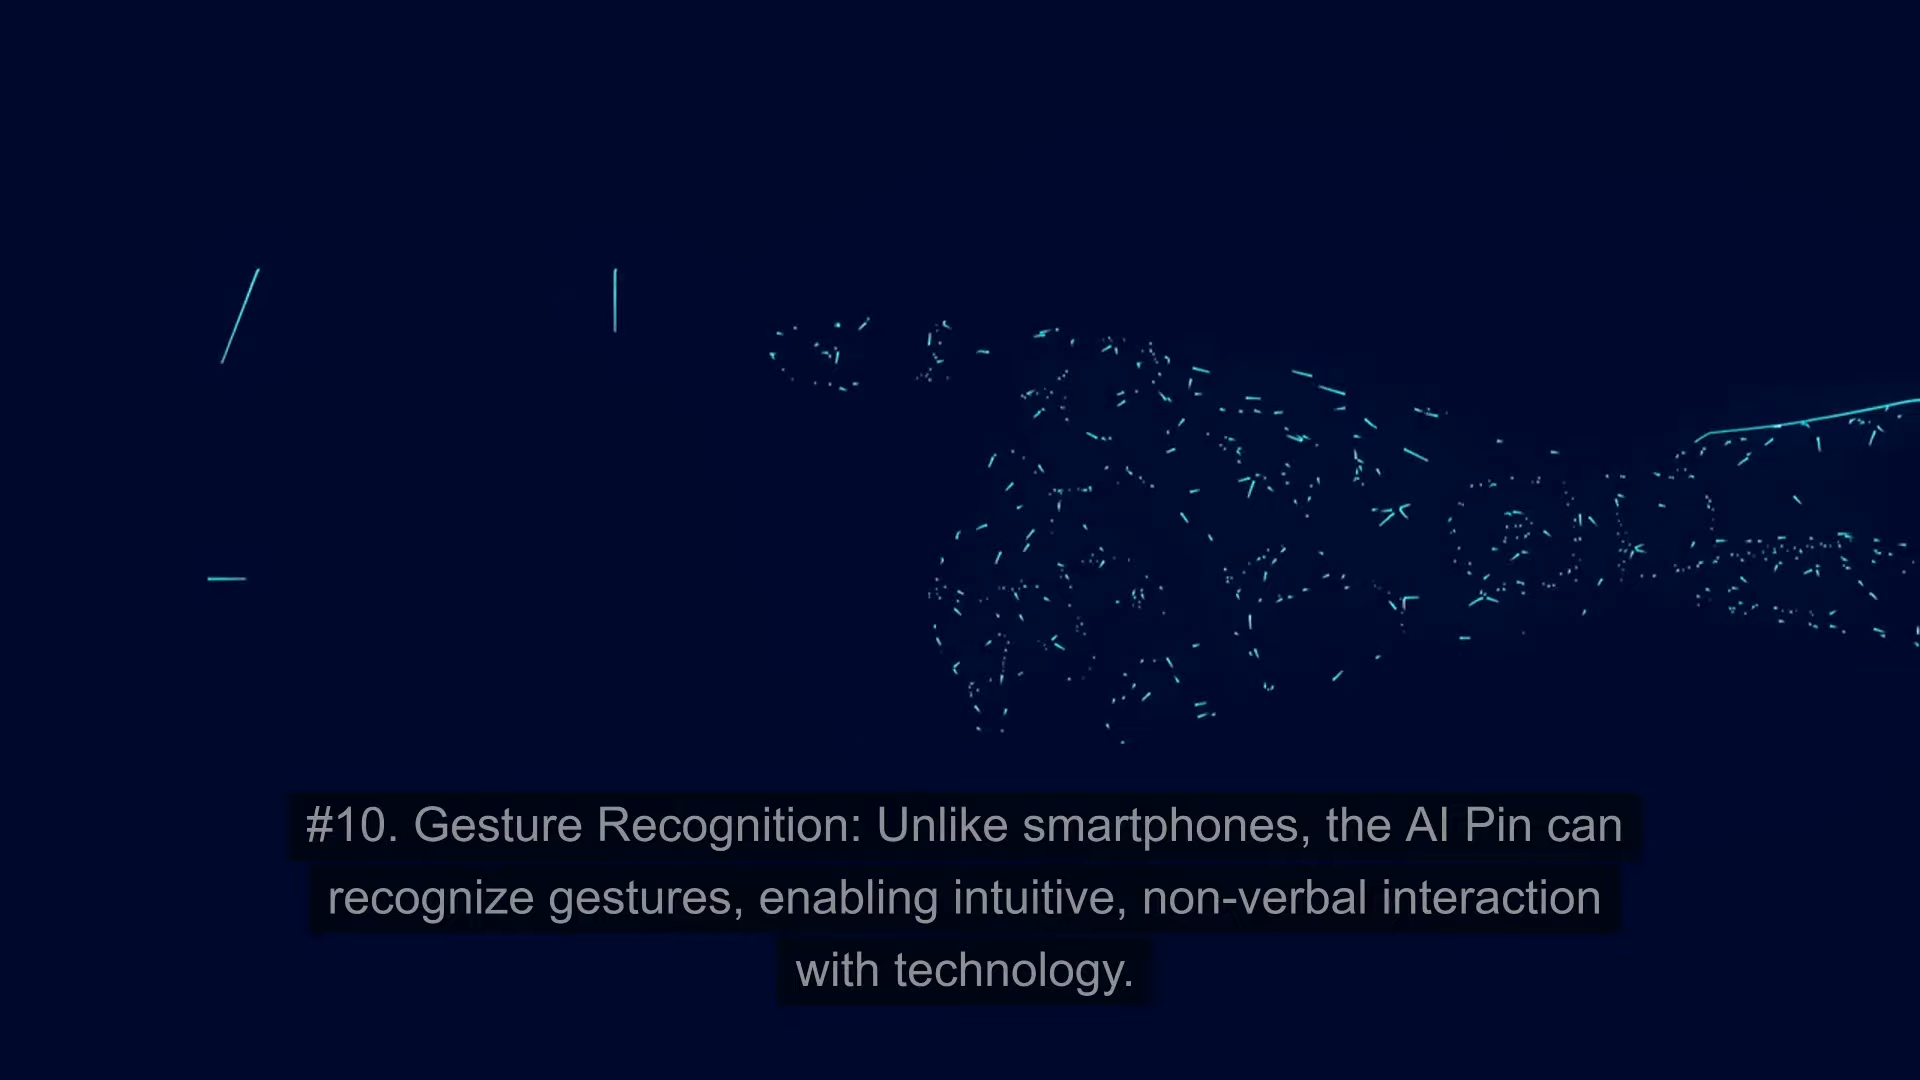 #10. Gesture Recognition: Unlike smartphones, the AI Pin can
recognize gestures, enabling intuitive, non-verbal interaction
with technology.